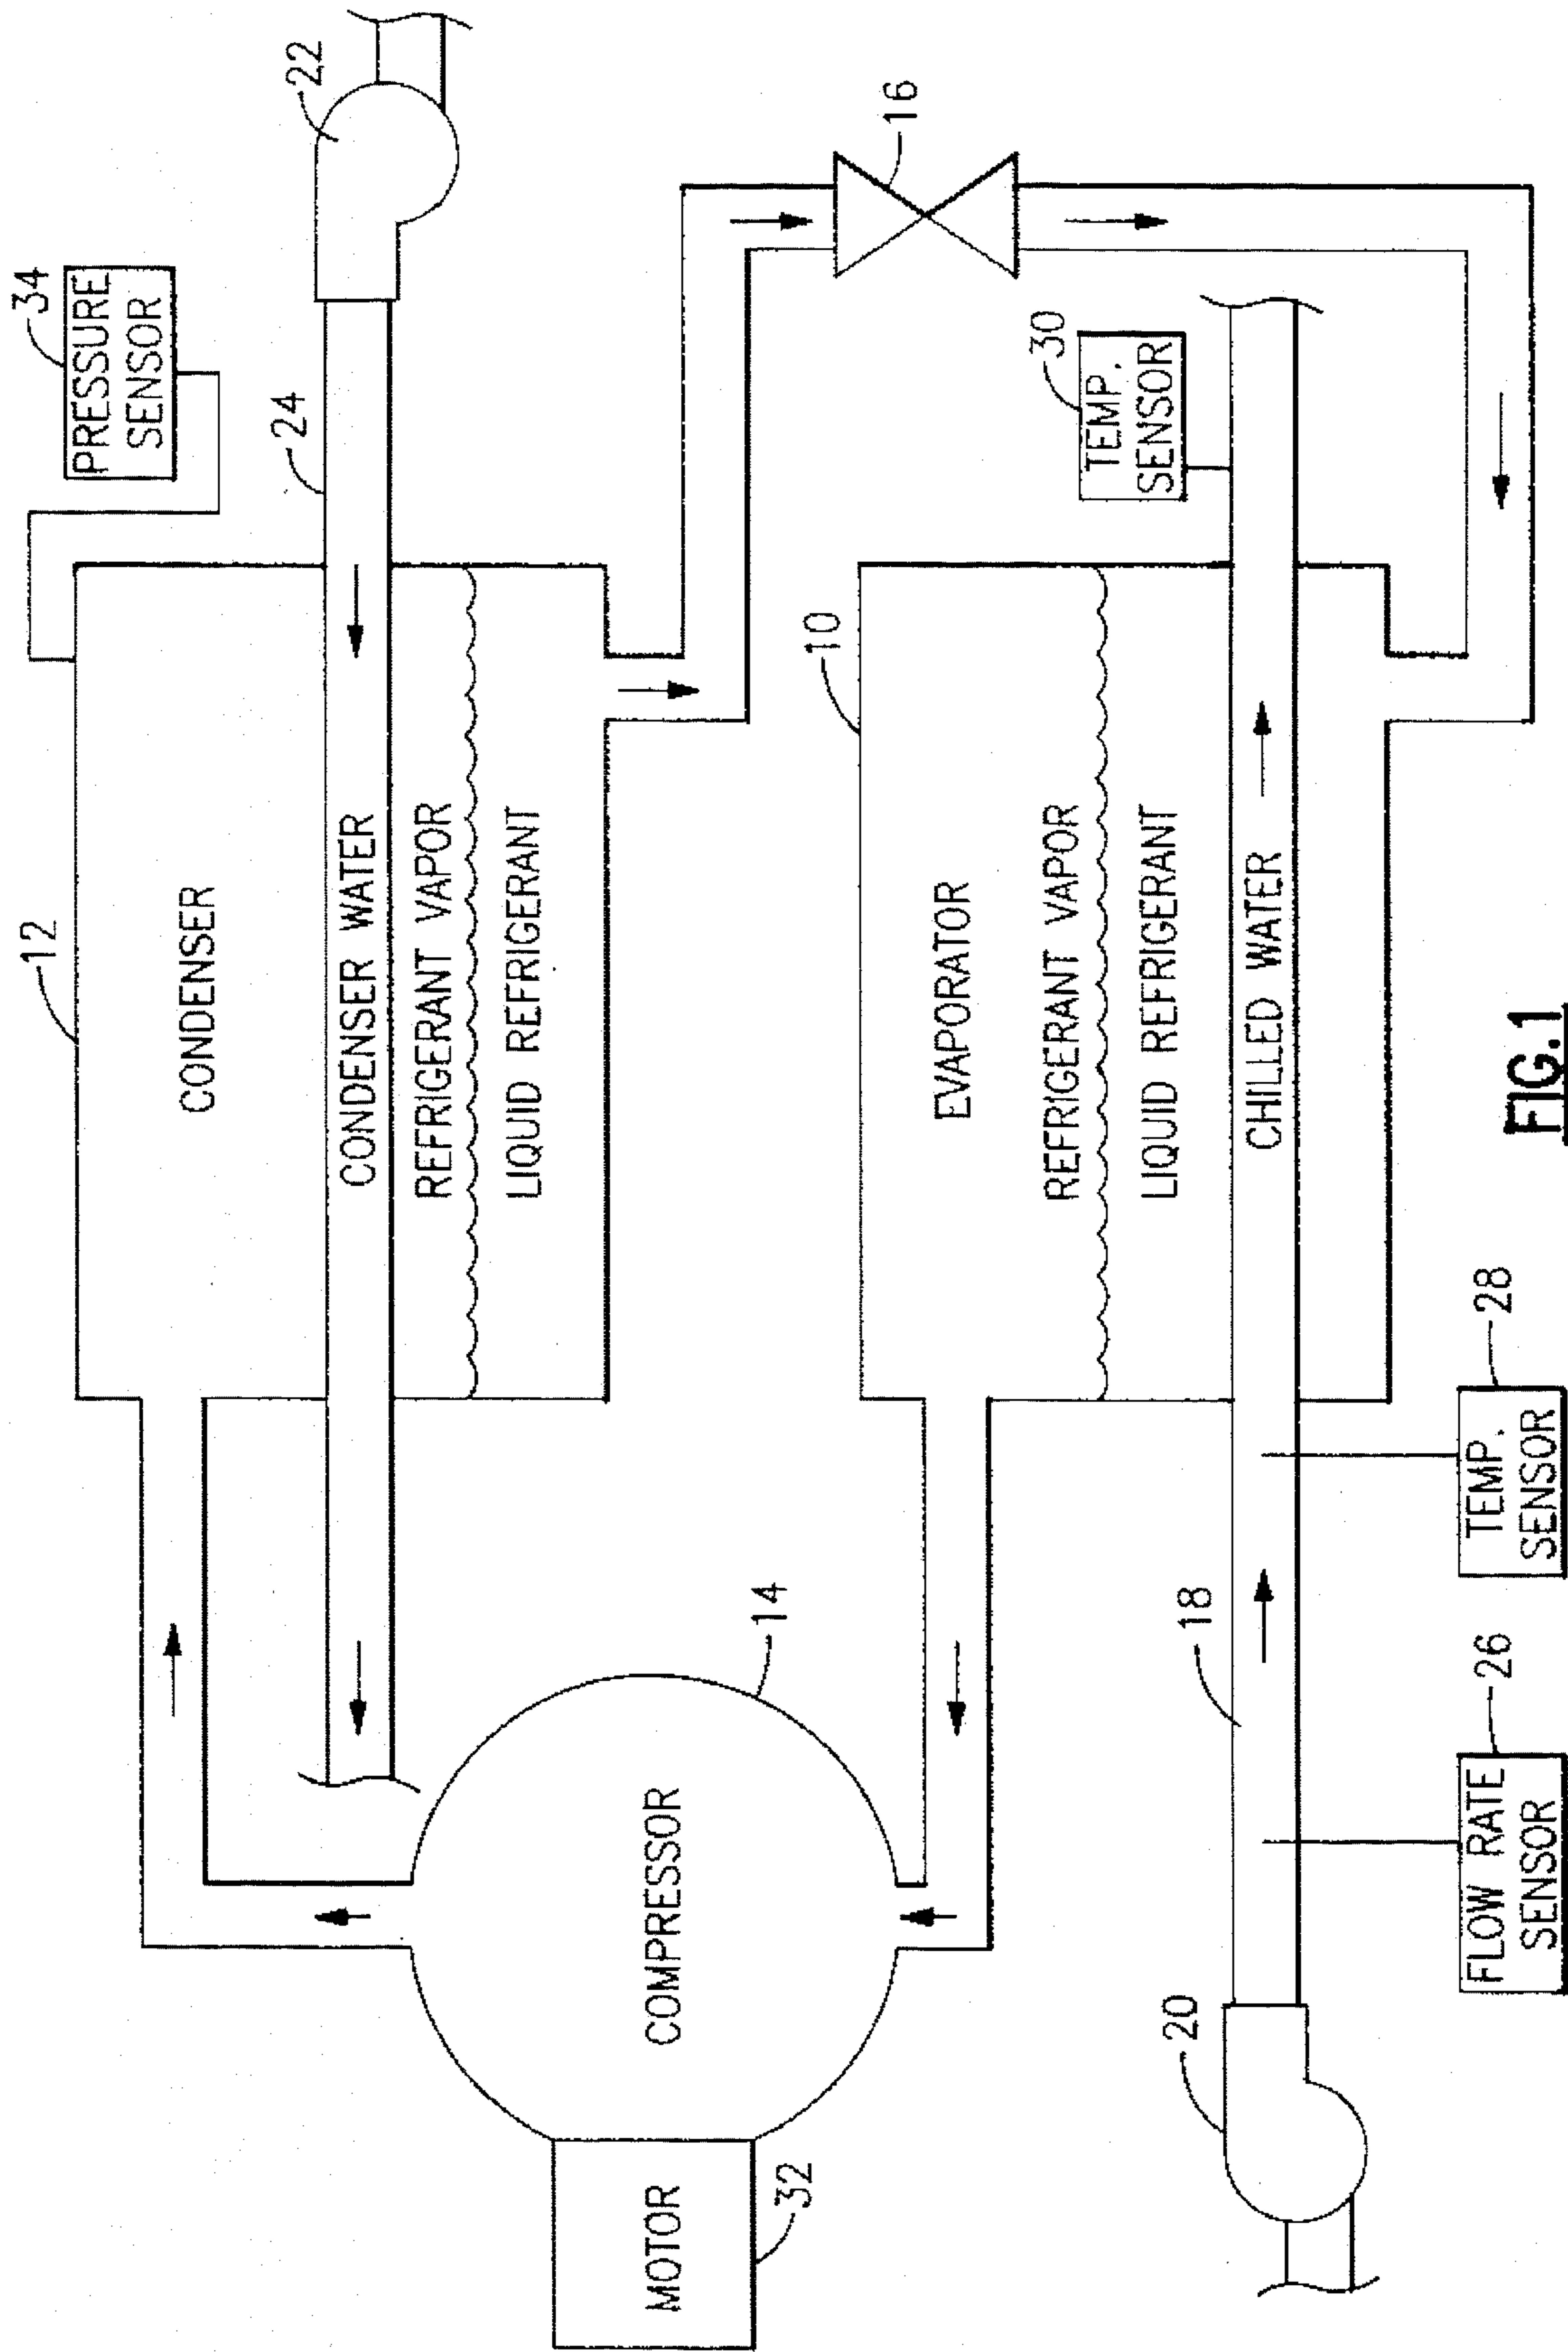 34
PRESSURE
SENSOR
22
24
12
CONDENSER
CONDENSER WATER
REFRIGERANT VAPOR
LIQUID REFRIGERANT
16
14
COMPRESSOR
MOTOR
32
10
EVAPORATOR
REFRIGERANT VAPOR
LIQUID REFRIGERANT
CHILLED WATER
30
TEMP.
SENSOR
18
20
26
FLOW RATE
SENSOR
28
TEMP.
SENSOR
FIG.1